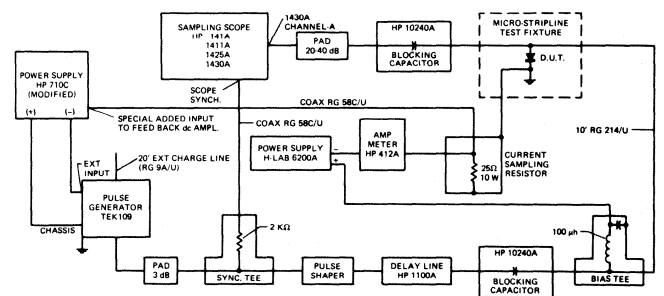 SAMPLING SCOPE
HP 141A
1411A
1425A
1430A
1430A
CHANNEL-A
PAD
20-40 dB
HP 10240A
BLOCKING
CAPACITOR
MICRO-STRIPLINE
TEST FIXTURE
D.U.T.
POWER SUPPLY
HP 710C
(MODIFIED)
(+) (−)
SCOPE
SYNCH.
COAX RG 58C/U
SPECIAL ADDED INPUT
TO FEED BACK dc AMPL.
COAX RG 58C/U
10' RG 214/U
POWER SUPPLY
H-LAB 6200A
−
+
AMP
METER
HP 412A
25Ω
10 W
CURRENT
SAMPLING
RESISTOR
EXT
INPUT
20' EXT CHARGE LINE
(RG 9A/U)
PULSE
GENERATOR
TEK109
CHASSIS
2 KΩ
100 μh
PAD
3 dB
SYNC. TEE
PULSE
SHAPER
DELAY LINE
HP 1100A
HP 10240A
BLOCKING
CAPACITOR
BIAS TEE